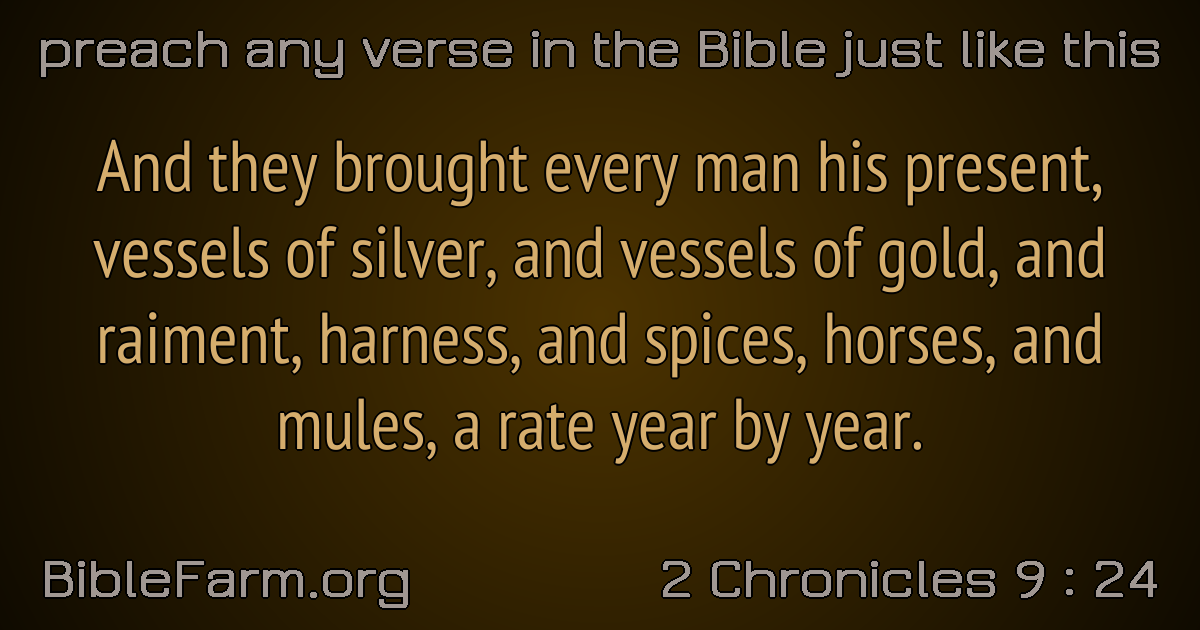 preach any verse in the Bible just like this
And they brought every man his present,
vessels of silver, and vessels of gold, and
raiment, harness, and spices, horses, and
mules, a rate year by year.
BibleFarm.org
2 Chronicles 9 : 24